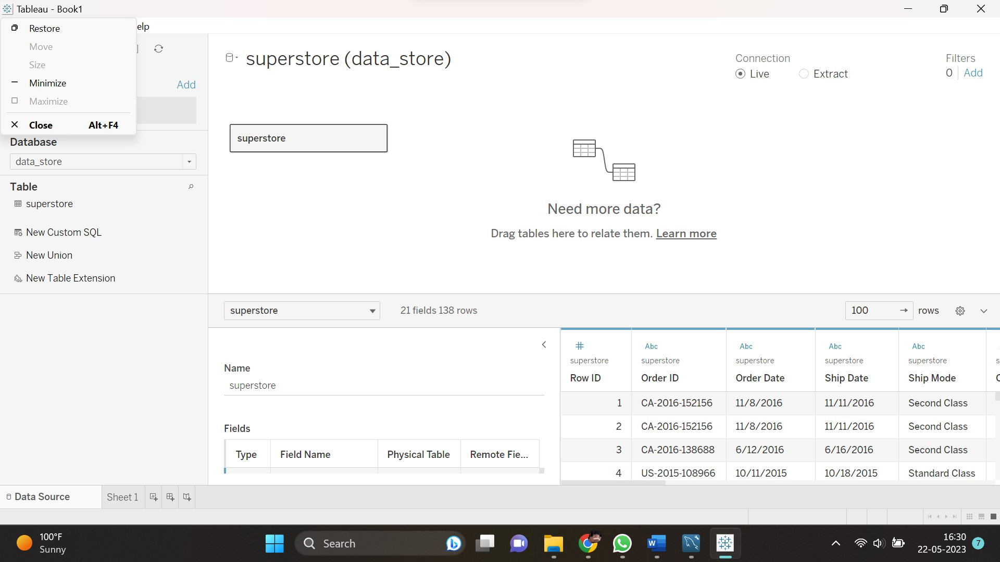 Tableau - Book1
Restore
elp
Move
Size
Minimize
Maximize
Close Alt+F4
Add
Database
data_store
Table
superstore
New Custom SQL
New Union
New Table Extension
superstore (data_store)
Connection
Live Extract
Filters
0 Add
superstore
Need more data?
Drag tables here to relate them. Learn more
superstore 21 fields 138 rows 100 → rows
Name
superstore
Fields
Type Field Name Physical Table Remote Fie...
# Abc Abc Abc Abc
superstore superstore superstore superstore superstore s
Row ID Order ID Order Date Ship Date Ship Mode
1 CA-2016-152156 11/8/2016 11/11/2016 Second Class
2 CA-2016-152156 11/8/2016 11/11/2016 Second Class
3 CA-2016-138688 6/12/2016 6/16/2016 Second Class
4 US-2015-108966 10/11/2015 10/18/2015 Standard Class
Data Source Sheet 1
100°F
Sunny
Search
W
16:30
22-05-2023
7